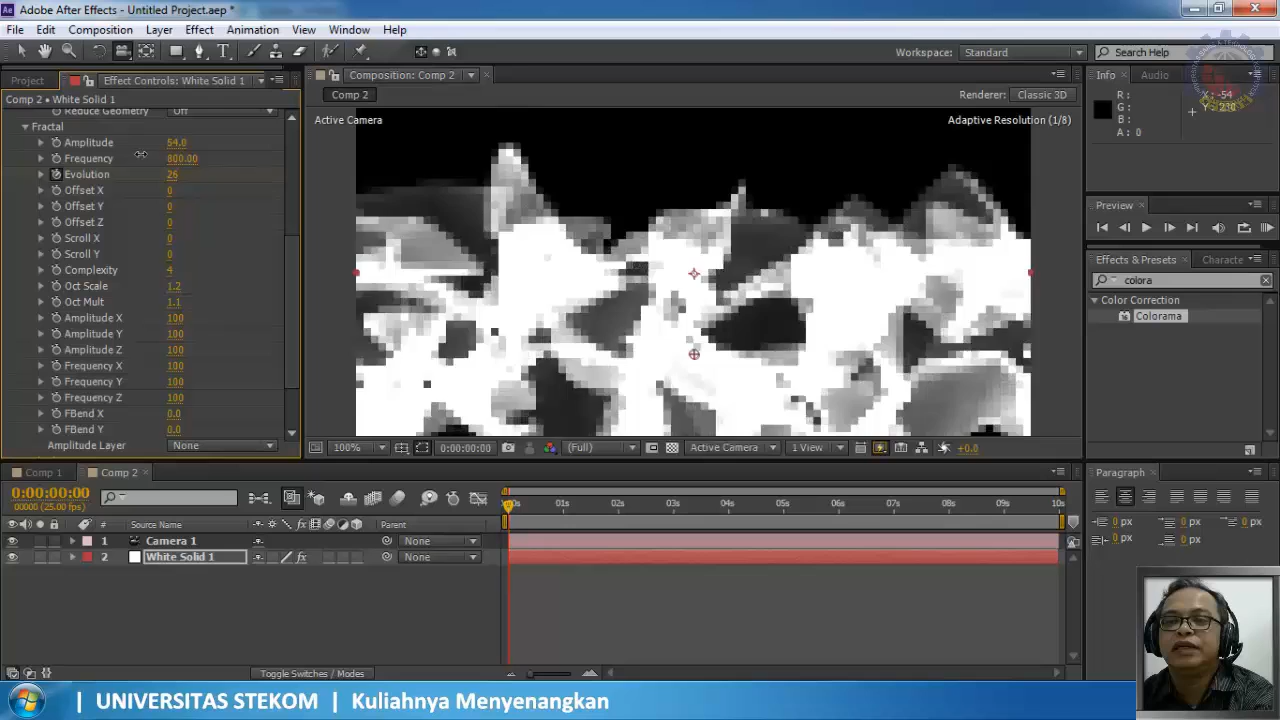 Adobe After Effects - Untitled Project.aep *
File Edit Composition Layer Effect Animation View Window Help
Workspace: Standard
Search Help
Project Effect Controls: White Solid 1
Composition: Comp 2
Info Audio
Comp 2 • White Solid 1
Comp 2
Renderer: Classic 3D
R : X: -54
G : Y: 230
B :
A : 0
Reduce Geometry Off
Active Camera
Adaptive Resolution (1/8)
Fractal
Amplitude 54.0
Frequency 800.00
Evolution 26
Offset X 0
Offset Y 0
Offset Z 0
Scroll X 0
Scroll Y 0
Complexity 4
Oct Scale 1.2
Oct Mult 1.1
Amplitude X 100
Amplitude Y 100
Amplitude Z 100
Frequency X 100
Frequency Y 100
Frequency Z 100
FBend X 0.0
FBend Y 0.0
Amplitude Layer None
Preview
Effects & Presets Characte
colora
Color Correction
Colorama
100% 0:00:00:00 (Full) Active Camera 1 View +0.0
Comp 1 Comp 2
Paragraph
0:00:00:00
00000 (25.00 fps)
01s 02s 03s 04s 05s 06s 07s 08s 09s 10s
# Source Name fx Parent
1 Camera 1 None
2 White Solid 1 fx None
0 px 0 px 0 px
0 px 0 px
Toggle Switches / Modes
UNIVERSITAS STEKOM | Kuliahnya Menyenangkan